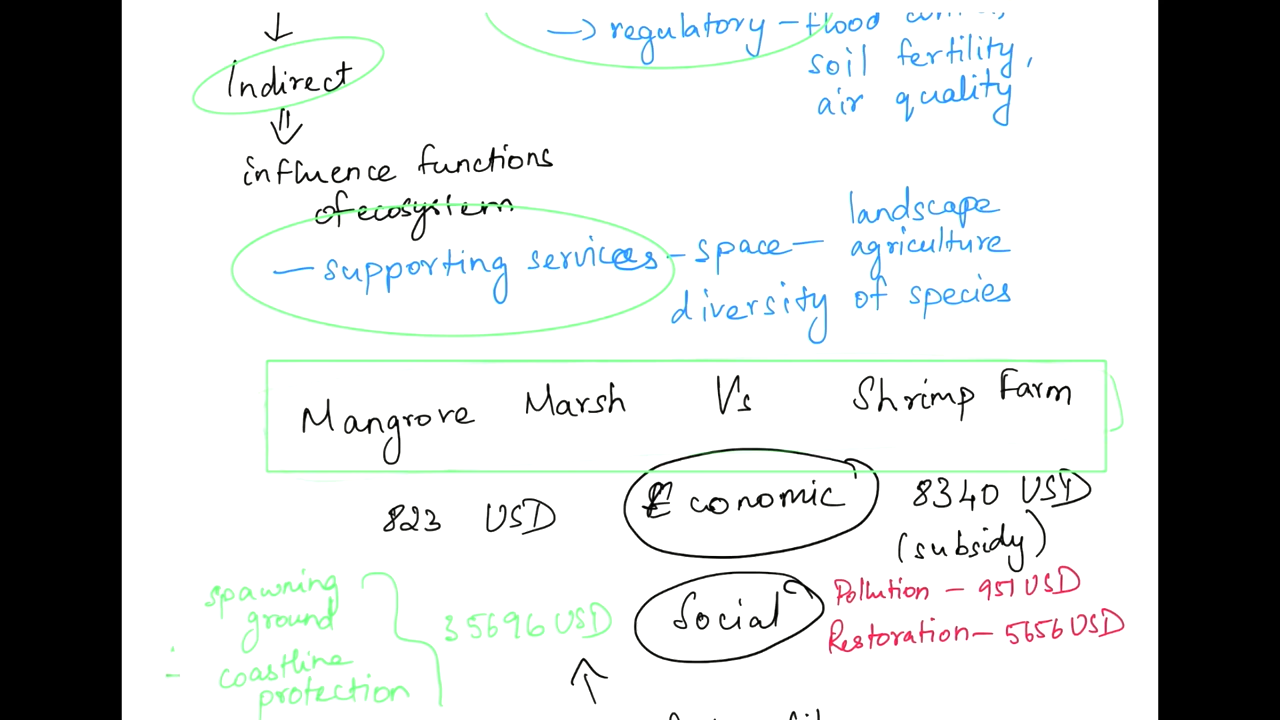 → regulatory – flood control,
soil fertility,
air quality
Indirect
influence functions
of ecosystem
– supporting services – space – landscape
agriculture
diversity of species
Mangrove Marsh Vs Shrimp Farm
823 USD Economic 8340 USD
(subsidy)
spawning
ground
35696 USD Social Pollution – 951 USD
Restoration – 5656 USD
coastline
protection